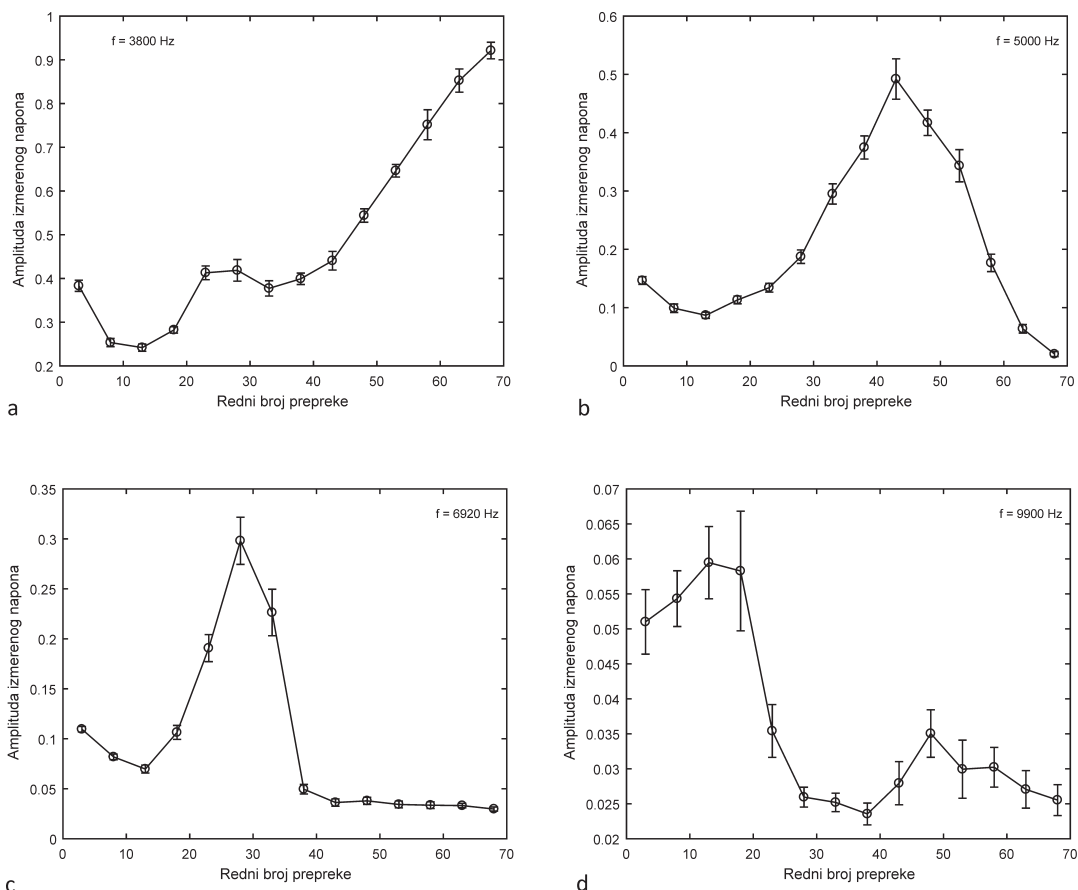 f = 3800 Hz
Amplituda izmerenog napona
1
0.9
0.8
0.7
0.6
0.5
0.4
0.3
0.2
0 10 20 30 40 50 60 70
Redni broj prepreke
a
f = 5000 Hz
Amplituda izmerenog napona
0.6
0.5
0.4
0.3
0.2
0.1
0
0 10 20 30 40 50 60 70
Redni broj prepreke
b
f = 6920 Hz
Amplituda izmerenog napona
0.35
0.3
0.25
0.2
0.15
0.1
0.05
0
0 10 20 30 40 50 60 70
Redni broj prepreke
c
f = 9900 Hz
Amplituda izmerenog napona
0.07
0.065
0.06
0.055
0.05
0.045
0.04
0.035
0.03
0.025
0.02
0 10 20 30 40 50 60 70
Redni broj prepreke
d